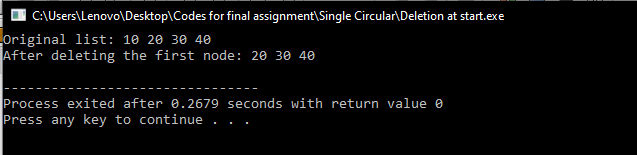 C:\Users\Lenovo\Desktop\Codes for final assignment\Single Circular\Deletion at start.exe
Original list: 10 20 30 40
After deleting the first node: 20 30 40
--------------------------------
Process exited after 0.2679 seconds with return value 0
Press any key to continue . . .